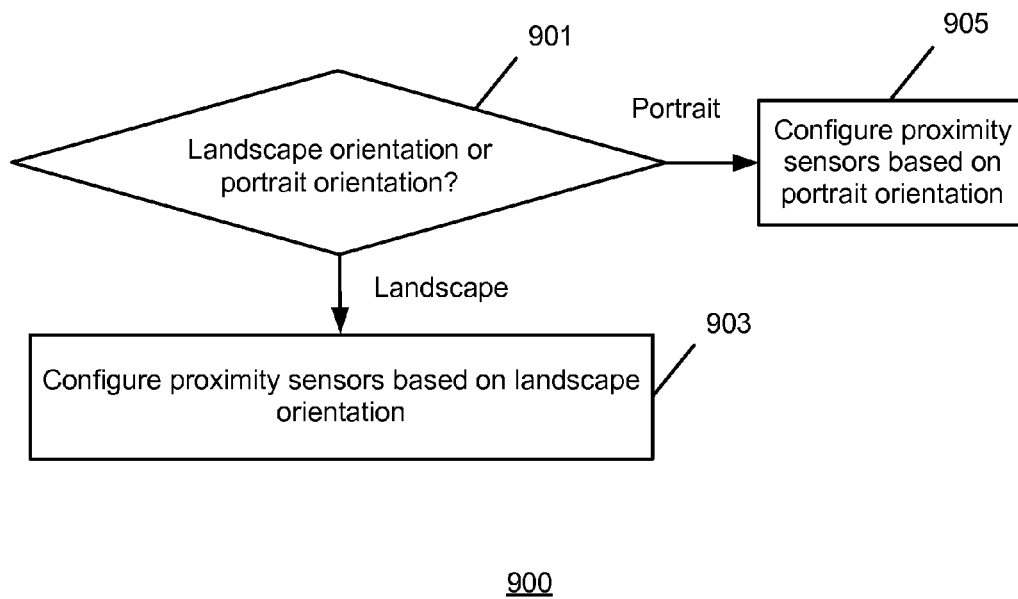 901
905
Portrait
Landscape orientation or
portrait orientation?
Configure proximity
sensors based on
portrait orientation
Landscape
903
Configure proximity sensors based on landscape
orientation
900